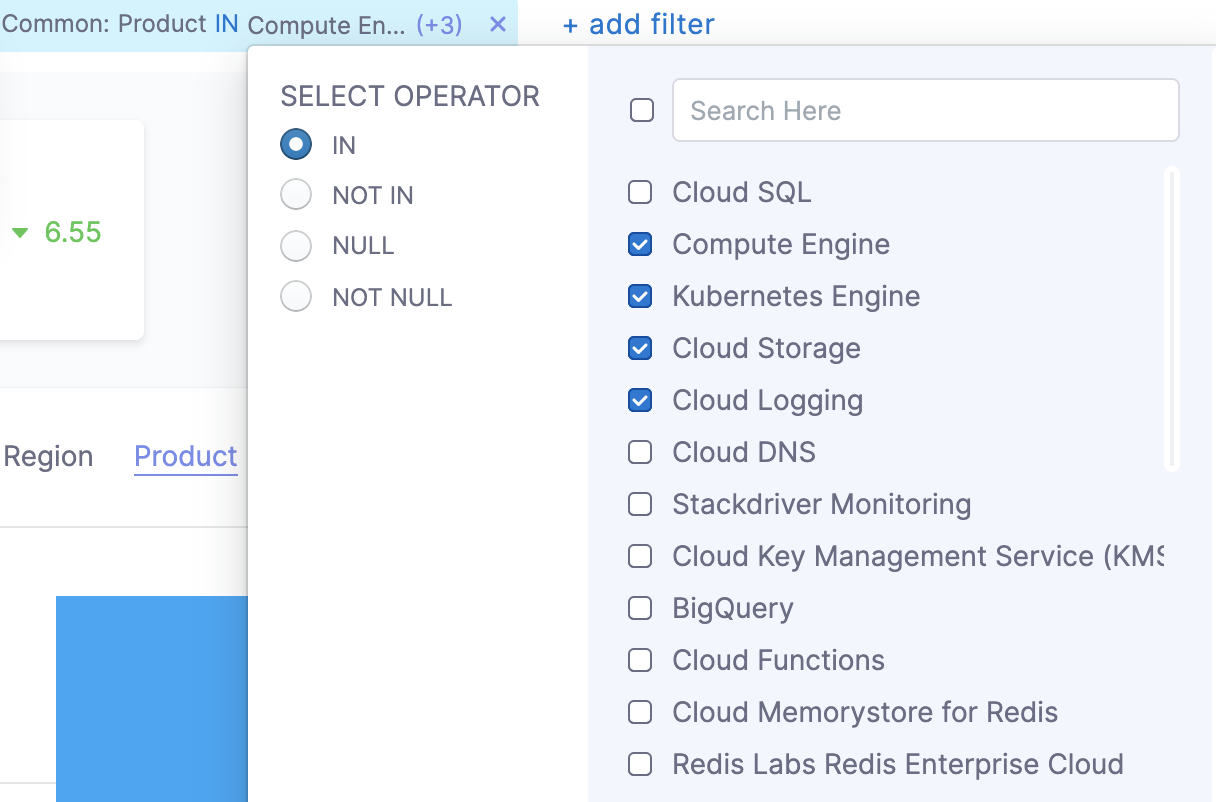 Common: Product IN Compute En... (+3) × + add filter
SELECT OPERATOR
IN
NOT IN
NULL
NOT NULL
Search Here
Cloud SQL
Compute Engine
Kubernetes Engine
Cloud Storage
Cloud Logging
Cloud DNS
Stackdriver Monitoring
Cloud Key Management Service (KMS
BigQuery
Cloud Functions
Cloud Memorystore for Redis
Redis Labs Redis Enterprise Cloud
6.55
Region Product